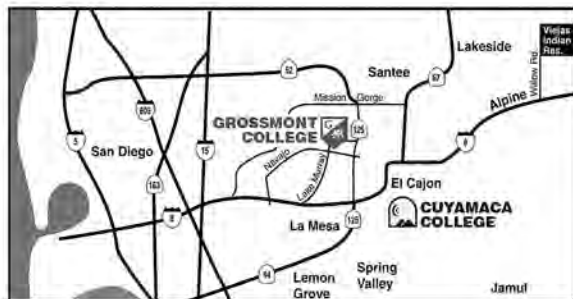 Viejas
Indian
Res.
Lakeside
Willow Rd.
52
Santee
67
Mission Gorge
Alpine
805
GROSSMONT
COLLEGE
G
125
5
San Diego
15
Navajo
8
163
Lake Murray
El Cajon
8
CUYAMACA
COLLEGE
La Mesa
125
94
Lemon
Grove
Spring
Valley
Jamul